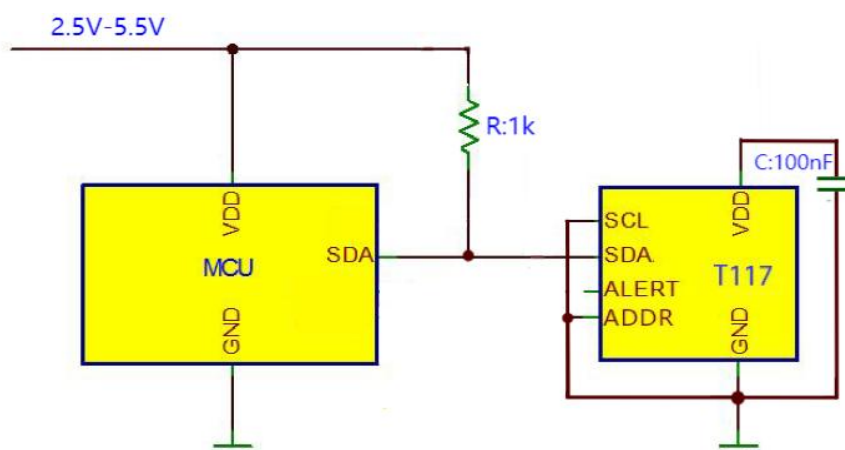 2.5V-5.5V
R:1k
C:100nF
VDD
MCU
SDA
GND
SCL
SDA
ALERT
ADDR
VDD
T117
GND